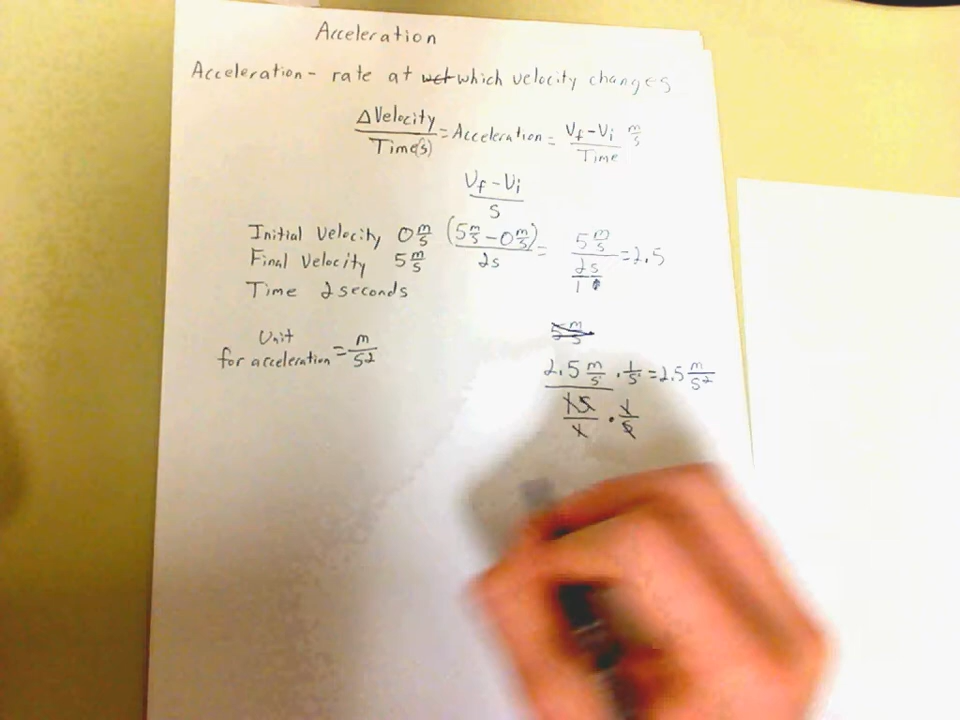 Acceleration
Acceleration - rate at which velocity changes
ΔVelocity / Time(s) = Acceleration = Vf - Vi / Time m/s
Vf - Vi / s
Initial Velocity 0 m/s (5 m/s - 0 m/s) / 2s = 5 m/s / 2s / 1 = 2.5
Final Velocity 5 m/s
Time 2 seconds
Unit for acceleration = m / s²
2.5 m/s · 1/s = 2.5 m/s²
1s / 1 · 1 / s